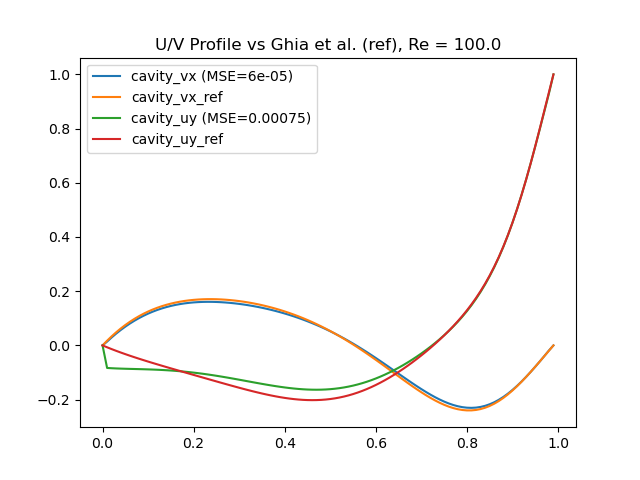 U/V Profile vs Ghia et al. (ref), Re = 100.0
cavity_vx (MSE=6e-05)
cavity_vx_ref
cavity_uy (MSE=0.00075)
cavity_uy_ref
1.0
0.8
0.6
0.4
0.2
0.0
−0.2
0.0 0.2 0.4 0.6 0.8 1.0